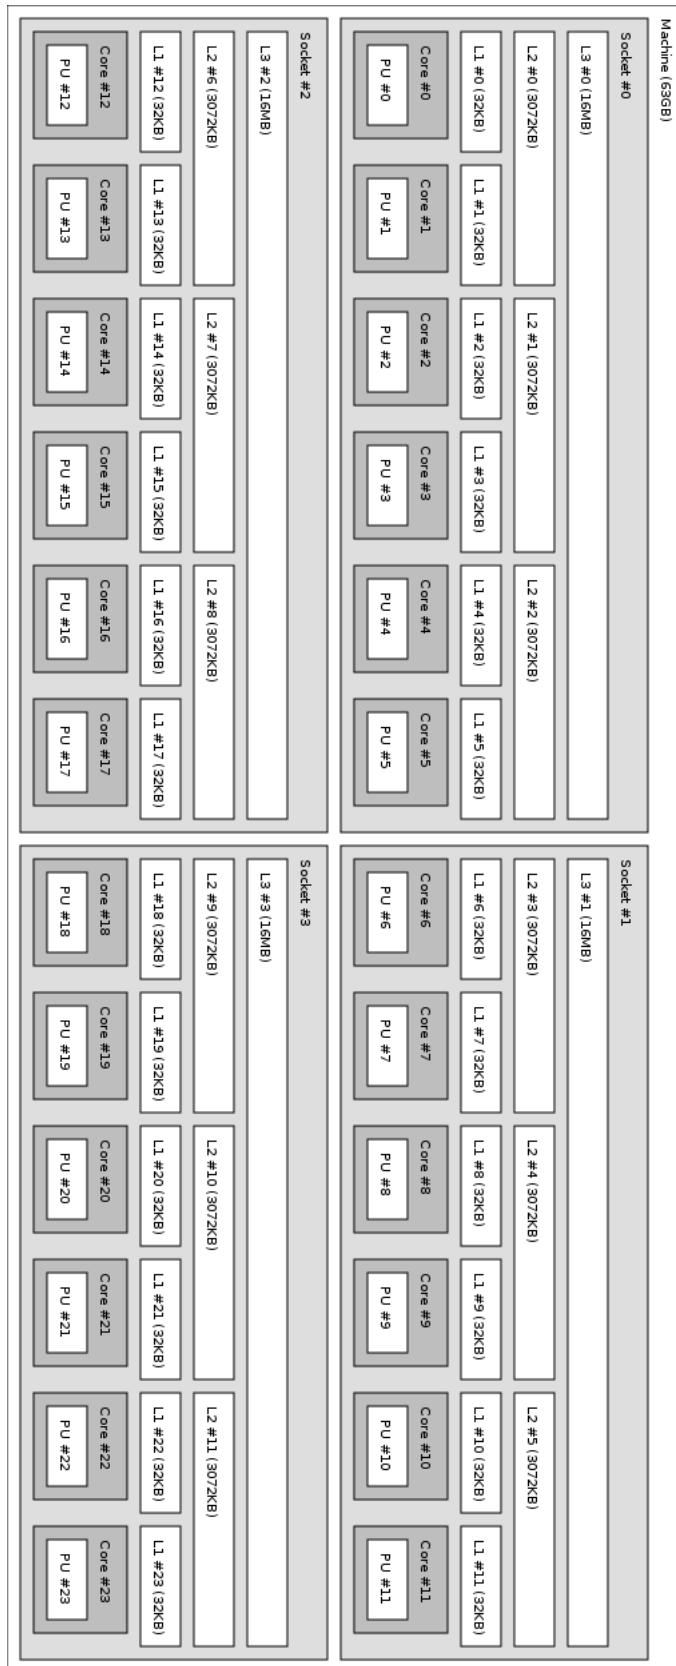 Machine (63GB)
Socket #0
L3 #0 (16MB)
L2 #0 (3072KB)
L2 #1 (3072KB)
L2 #2 (3072KB)
L1 #0 (32KB)
L1 #1 (32KB)
L1 #2 (32KB)
L1 #3 (32KB)
L1 #4 (32KB)
L1 #5 (32KB)
Core #0
Core #1
Core #2
Core #3
Core #4
Core #5
PU #0
PU #1
PU #2
PU #3
PU #4
PU #5
Socket #1
L3 #1 (16MB)
L2 #3 (3072KB)
L2 #4 (3072KB)
L2 #5 (3072KB)
L1 #6 (32KB)
L1 #7 (32KB)
L1 #8 (32KB)
L1 #9 (32KB)
L1 #10 (32KB)
L1 #11 (32KB)
Core #6
Core #7
Core #8
Core #9
Core #10
Core #11
PU #6
PU #7
PU #8
PU #9
PU #10
PU #11
Socket #2
L3 #2 (16MB)
L2 #6 (3072KB)
L2 #7 (3072KB)
L2 #8 (3072KB)
L1 #12 (32KB)
L1 #13 (32KB)
L1 #14 (32KB)
L1 #15 (32KB)
L1 #16 (32KB)
L1 #17 (32KB)
Core #12
Core #13
Core #14
Core #15
Core #16
Core #17
PU #12
PU #13
PU #14
PU #15
PU #16
PU #17
Socket #3
L3 #3 (16MB)
L2 #9 (3072KB)
L2 #10 (3072KB)
L2 #11 (3072KB)
L1 #18 (32KB)
L1 #19 (32KB)
L1 #20 (32KB)
L1 #21 (32KB)
L1 #22 (32KB)
L1 #23 (32KB)
Core #18
Core #19
Core #20
Core #21
Core #22
Core #23
PU #18
PU #19
PU #20
PU #21
PU #22
PU #23